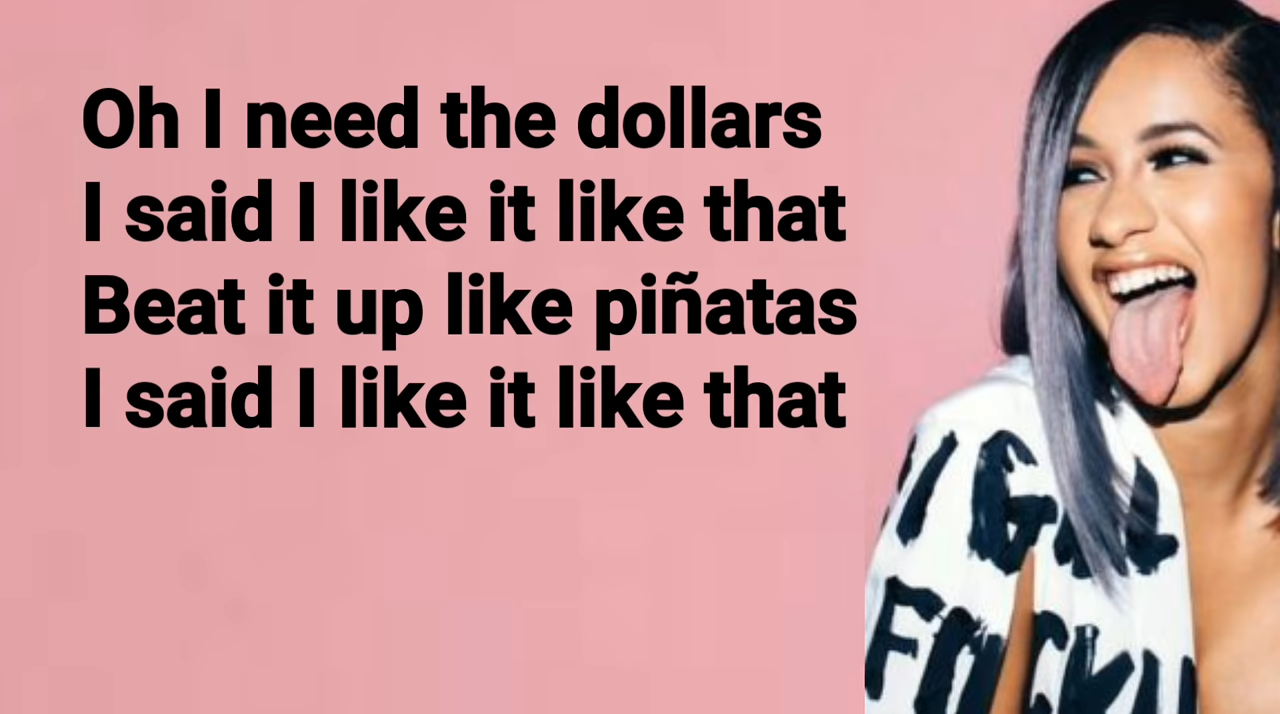 Oh I need the dollars
I said I like it like that
Beat it up like piñatas
I said I like it like that